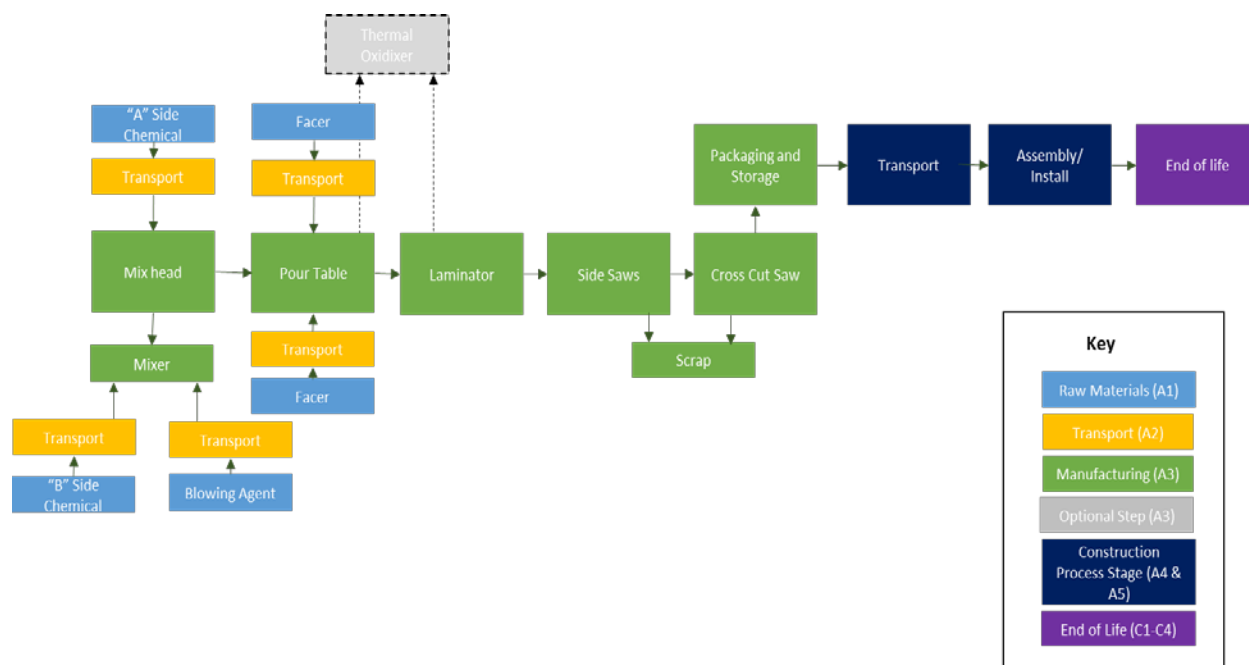 Thermal
Oxidixer
"A" Side
Chemical
Transport
Facer
Transport
Packaging and
Storage
Transport
Assembly/
Install
End of life
Mix head
Pour Table
Laminator
Side Saws
Cross Cut Saw
Mixer
Transport
Facer
Scrap
Transport
"B" Side
Chemical
Transport
Blowing Agent
Key
Raw Materials (A1)
Transport (A2)
Manufacturing (A3)
Optional Step (A3)
Construction
Process Stage (A4 &
A5)
End of Life (C1-C4)